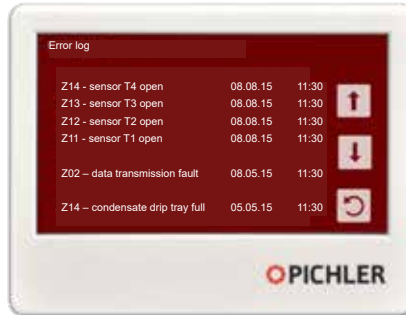 Error log
Z14 - sensor T4 open 08.08.15 11:30
Z13 - sensor T3 open 08.08.15 11:30
Z12 - sensor T2 open 08.08.15 11:30
Z11 - sensor T1 open 08.08.15 11:30
Z02 – data transmission fault 08.05.15 11:30
Z14 – condensate drip tray full 05.05.15 11:30
PICHLER